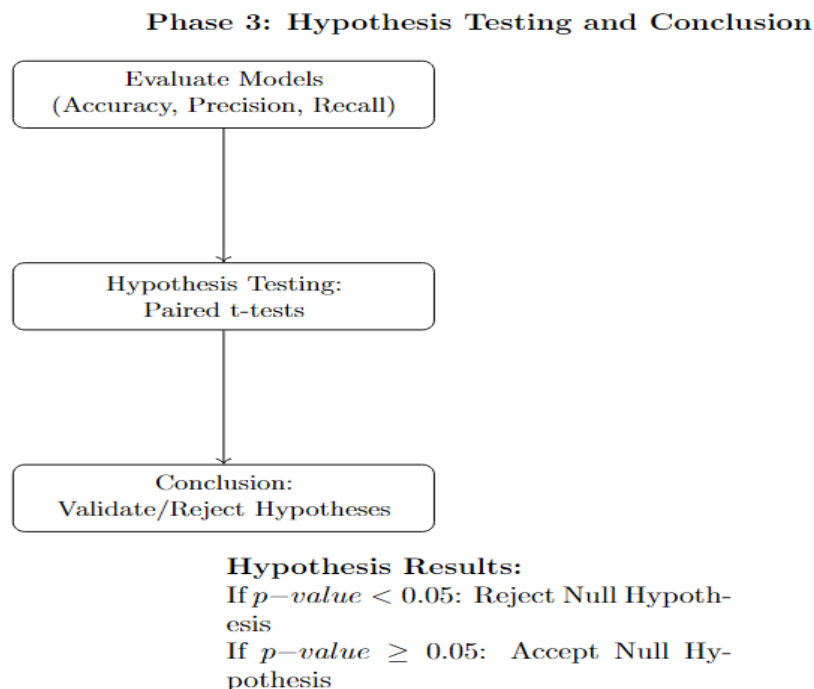 Phase 3: Hypothesis Testing and Conclusion
Evaluate Models
(Accuracy, Precision, Recall)
Hypothesis Testing:
Paired t-tests
Conclusion:
Validate/Reject Hypotheses
Hypothesis Results:
If p−value < 0.05: Reject Null Hypoth-
esis
If p−value ≥ 0.05: Accept Null Hy-
pothesis